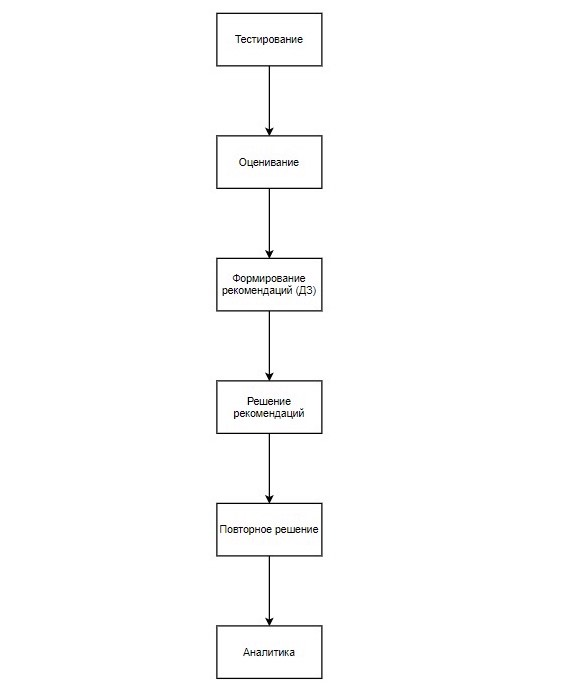 Тестирование
Оценивание
Формирование
рекомендаций (ДЗ)
Решение
рекомендаций
Повторное решение
Аналитика